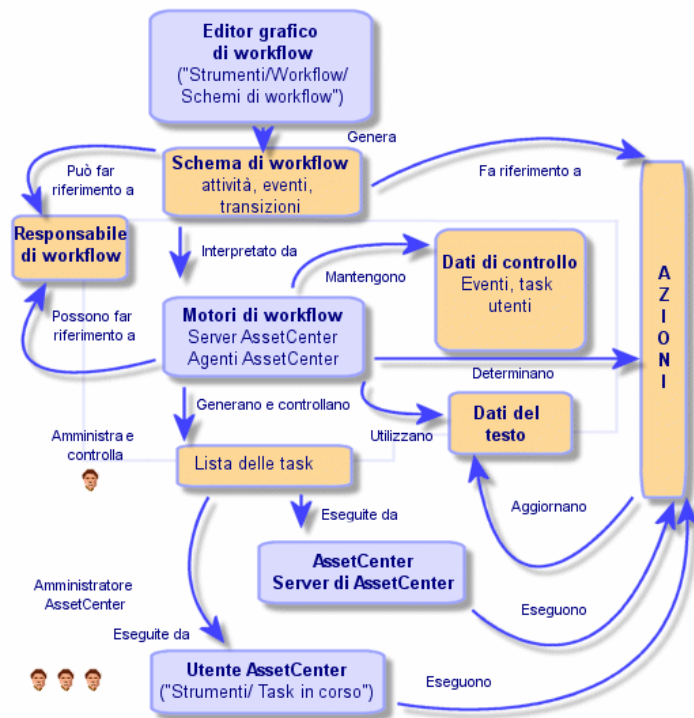 Editor grafico
di workflow
("Strumenti/Workflow/
Schemi di workflow")
Genera
Può far
riferimento a
Schema di workflow
attività, eventi,
transizioni
Fa riferimento a
Responsabile
di workflow
Interpretato da
Mantengono
Dati di controllo
Eventi, task
utenti
A
Z
I
O
N
I
Possono far
riferimento a
Motori di workflow
Server AssetCenter
Agenti AssetCenter
Determinano
Generano e controllano
Utilizzano
Dati del
testo
Amministra e
controlla
Lista delle task
Eseguite da
Aggiornano
AssetCenter
Server di AssetCenter
Amministratore
AssetCenter
Eseguono
Eseguite da
Utente AssetCenter
("Strumenti/ Task in corso")
Eseguono